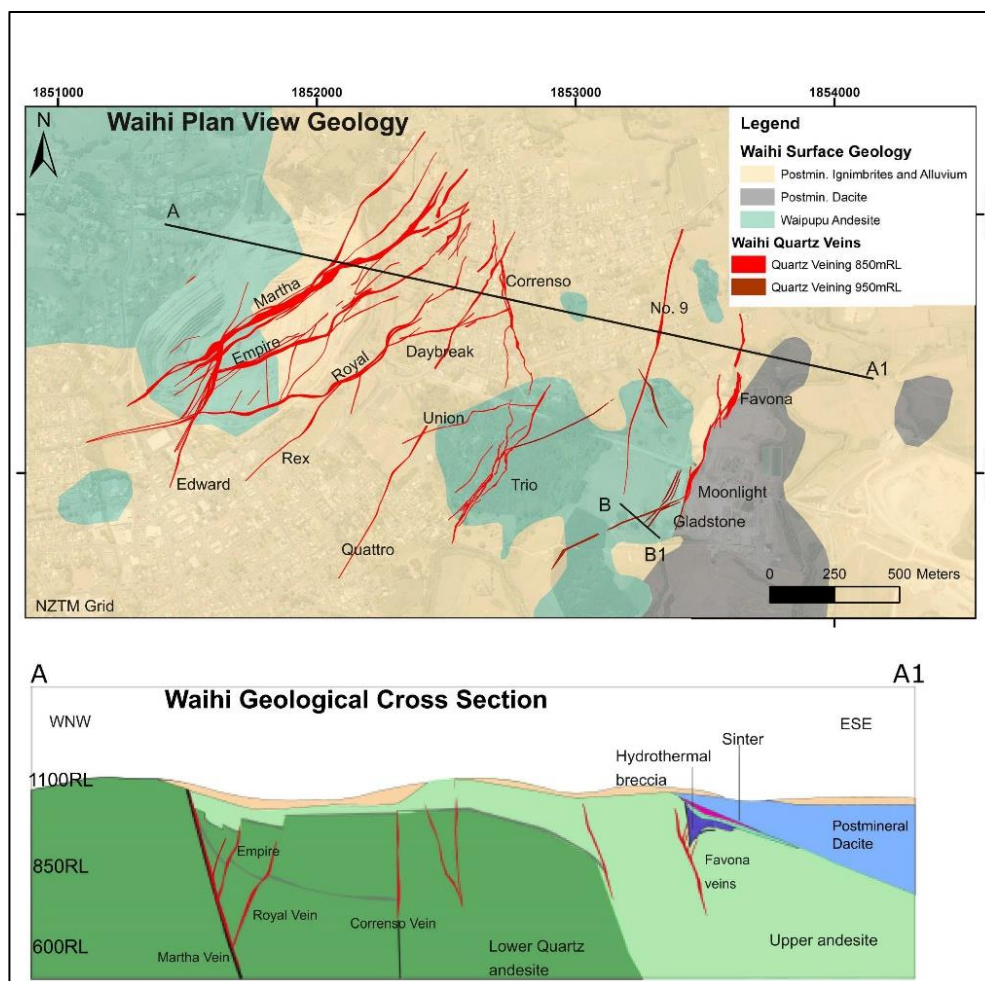 1851000
1852000
1853000
1854000
N
Waihi Plan View Geology
Legend
Waihi Surface Geology
Postmin. Ignimbrites and Alluvium
Postmin. Dacite
Waipupu Andesite
Waihi Quartz Veins
Quartz Veining 850mRL
Quartz Veining 950mRL
A
Martha
Correnso
No. 9
Empire
Royal
Daybreak
A1
Favona
Union
Rex
Edward
Trio
Moonlight
B
Gladstone
Quattro
B1
0 250 500 Meters
NZTM Grid
A
A1
Waihi Geological Cross Section
WNW
ESE
Sinter
Hydrothermal
breccia
1100RL
Postmineral
Dacite
Empire
850RL
Favona
veins
Royal Vein
Correnso Vein
600RL
Martha Vein
Lower Quartz
andesite
Upper andesite